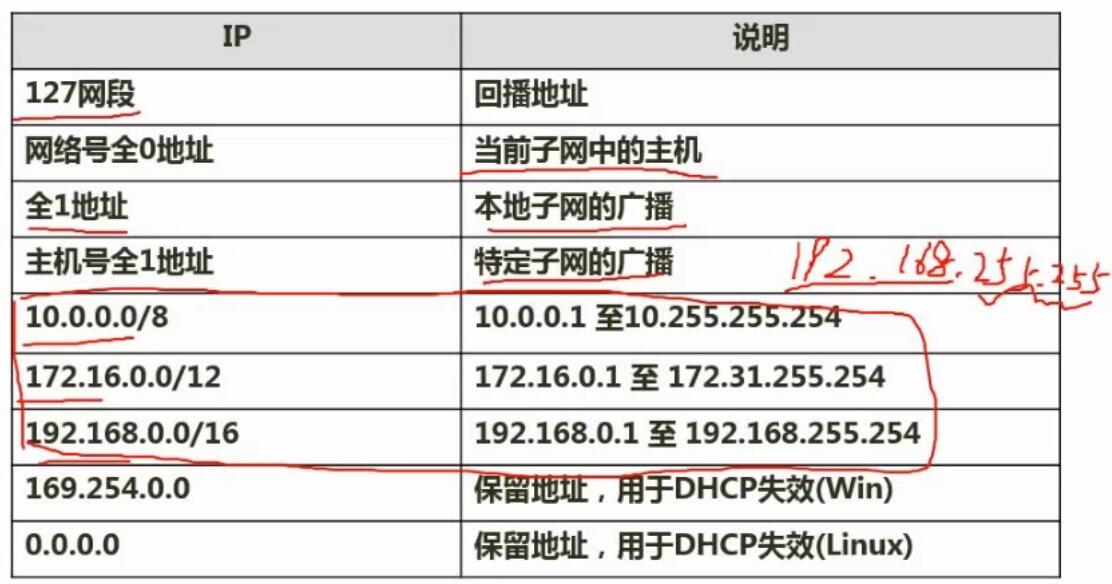 IP 说明
127网段 回播地址
网络号全0地址 当前子网中的主机
全1地址 本地子网的广播
主机号全1地址 特定子网的广播 192.168.255.255
10.0.0.0/8 10.0.0.1 至10.255.255.254
172.16.0.0/12 172.16.0.1 至 172.31.255.254
192.168.0.0/16 192.168.0.1 至 192.168.255.254
169.254.0.0 保留地址，用于DHCP失效(Win)
0.0.0.0 保留地址，用于DHCP失效(Linux)